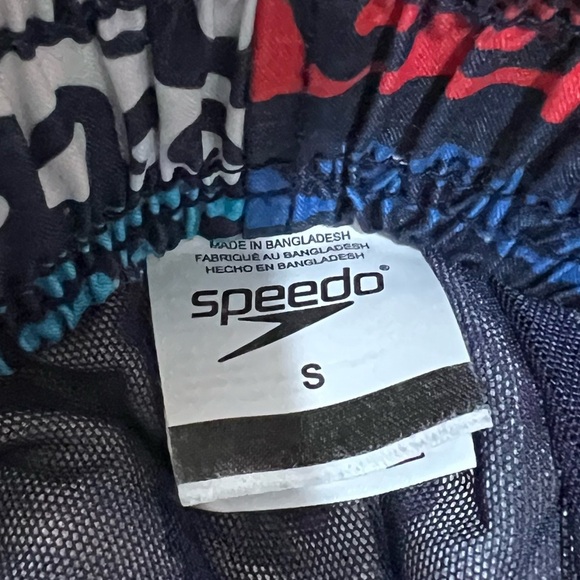 MADE IN BANGLADESH
FABRIQUÉ AU BANGLADESH
HECHO EN BANGLADESH
speedo®
S